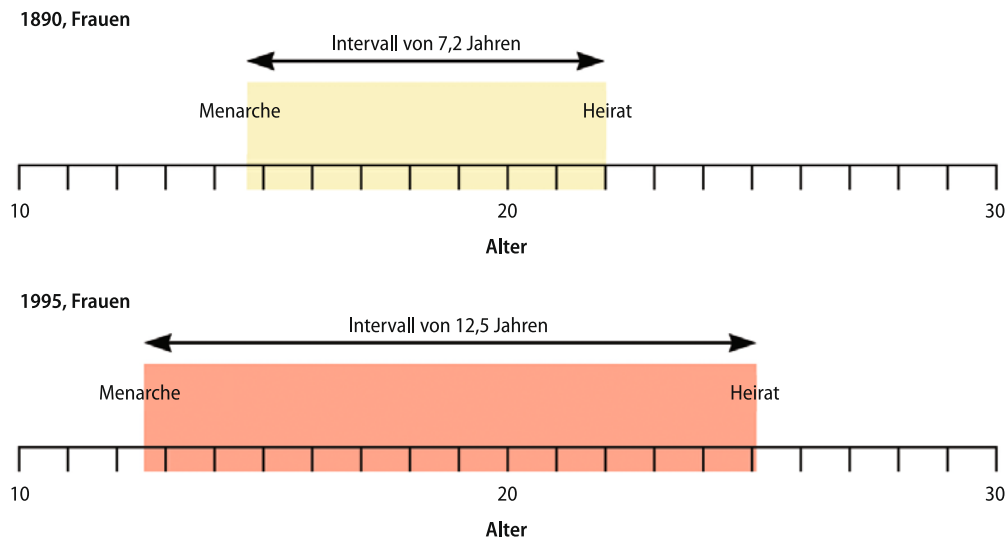 1890, Frauen
Intervall von 7,2 Jahren
Menarche Heirat
10 20 30
Alter
1995, Frauen
Intervall von 12,5 Jahren
Menarche Heirat
10 20 30
Alter